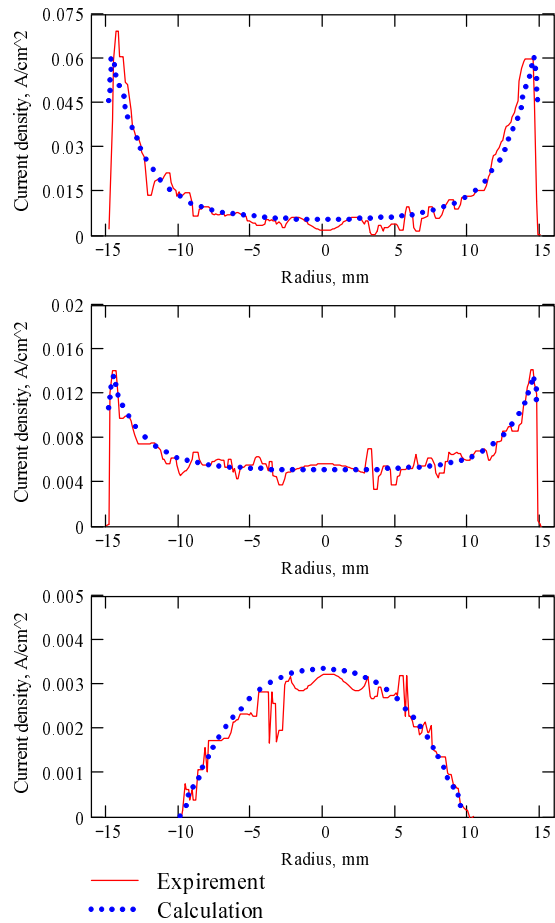 0.075
0.06
0.045
0.03
0.015
0
Current density, A/cm^2
−15 −10 −5 0 5 10 15
Radius, mm
0.02
0.016
0.012
0.008
0.004
0
Current density, A/cm^2
−15 −10 −5 0 5 10 15
Radius, mm
0.005
0.004
0.003
0.002
0.001
0
Current density, A/cm^2
−15 −10 −5 0 5 10 15
Radius, mm
Expirement
Calculation